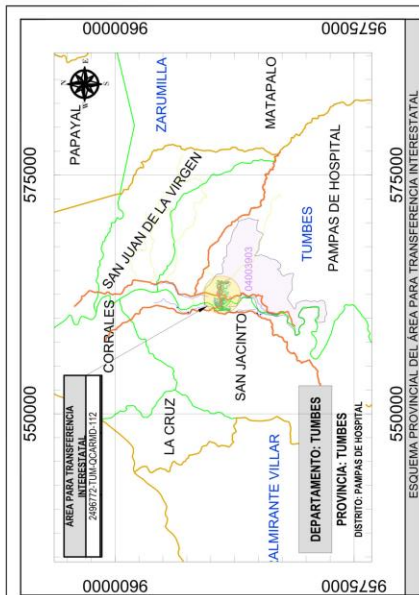 9600000
9575000
PAPAYAL
ZARUMILLA
MATAPALO
575000
575000
SAN JUAN DE LA VIRGEN
TUMBES
PAMPAS DE HOSPITAL
04003903
CORRALES
SAN JACINTO
550000
550000
LA CRUZ
ALMIRANTE VILLAR
ÁREA PARA TRANSFERENCIA
INTERESTATAL
2496772-TUM-QCARMD-112
DEPARTAMENTO: TUMBES
PROVINCIA: TUMBES
DISTRITO: PAMPAS DE HOSPITAL
9600000
9575000
ESQUEMA PROVINCIAL DEL ÁREA PARA TRANSFERENCIA INTERESTATAL